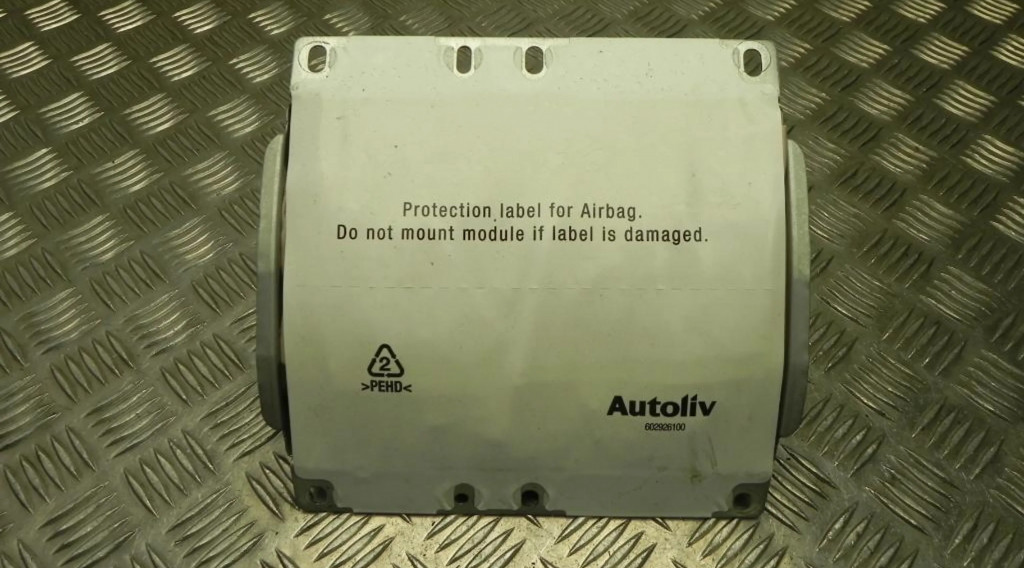 Protection label for Airbag.
Do not mount module if label is damaged.
2
>PEHD<
Autoliv
602926100